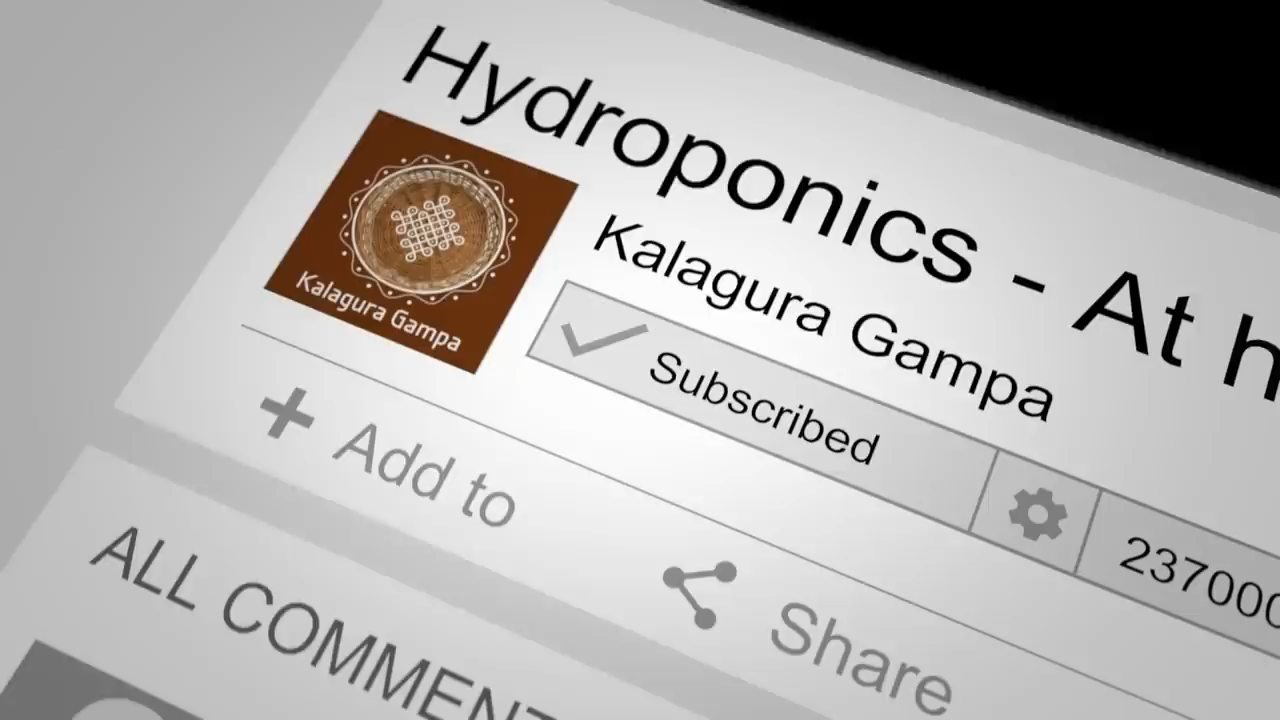 Hydroponics - At h
Kalagura Gampa
Kalagura Gampa
Subscribed
237000
Add to
Share
ALL COMMENT